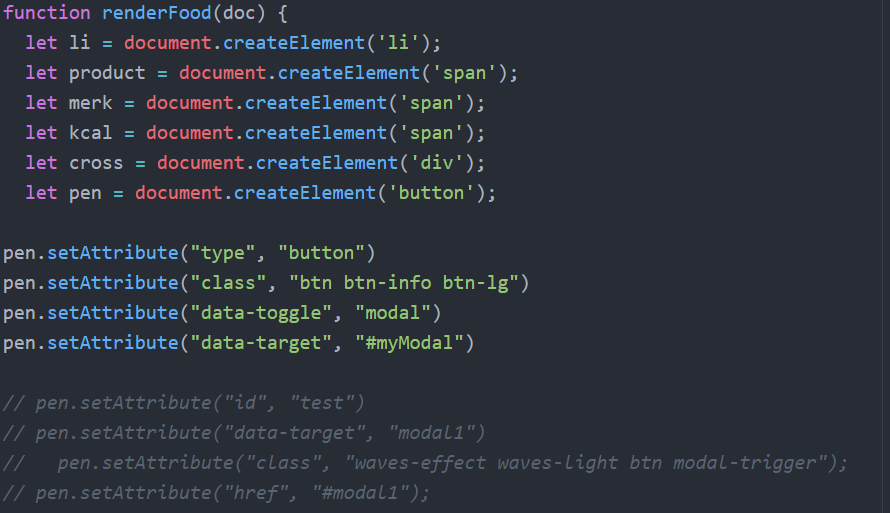 function renderFood(doc) {
  let li = document.createElement('li');
  let product = document.createElement('span');
  let merk = document.createElement('span');
  let kcal = document.createElement('span');
  let cross = document.createElement('div');
  let pen = document.createElement('button');

pen.setAttribute("type", "button")
pen.setAttribute("class", "btn btn-info btn-lg")
pen.setAttribute("data-toggle", "modal")
pen.setAttribute("data-target", "#myModal")

// pen.setAttribute("id", "test")
// pen.setAttribute("data-target", "modal1")
//   pen.setAttribute("class", "waves-effect waves-light btn modal-trigger");
// pen.setAttribute("href", "#modal1");